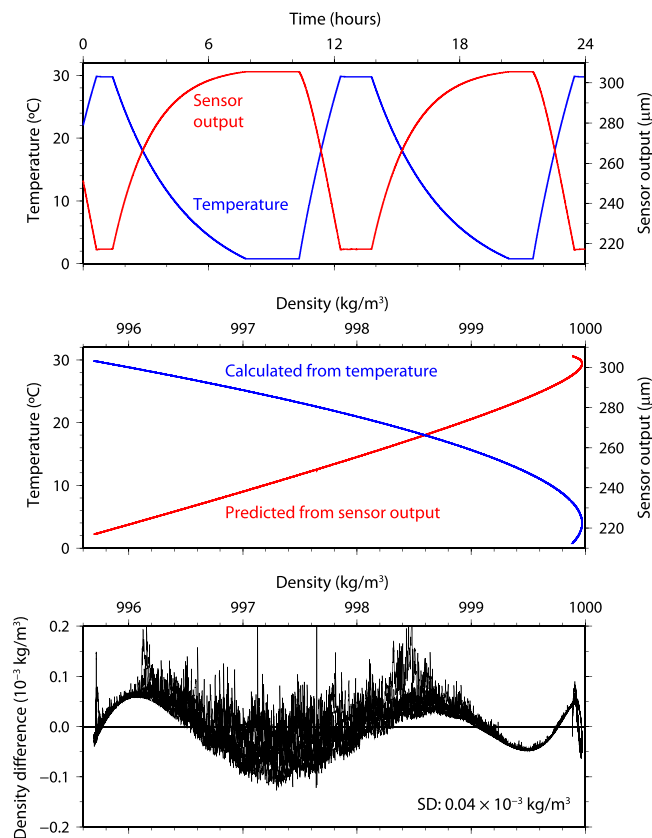 Time (hours)
0 6 12 18 24
30 300
20 280
10 260
0 240
220
Temperature (ºC)
Sensor output (μm)
Sensor
output
Temperature
Density (kg/m³)
996 997 998 999 1000
30 300
20 280
10 260
0 240
220
Temperature (ºC)
Sensor output (μm)
Calculated from temperature
Predicted from sensor output
Density (kg/m³)
996 997 998 999 1000
0.2
0.1
0.0
−0.1
−0.2
Density difference (10⁻³ kg/m³)
SD: 0.04 × 10⁻³ kg/m³